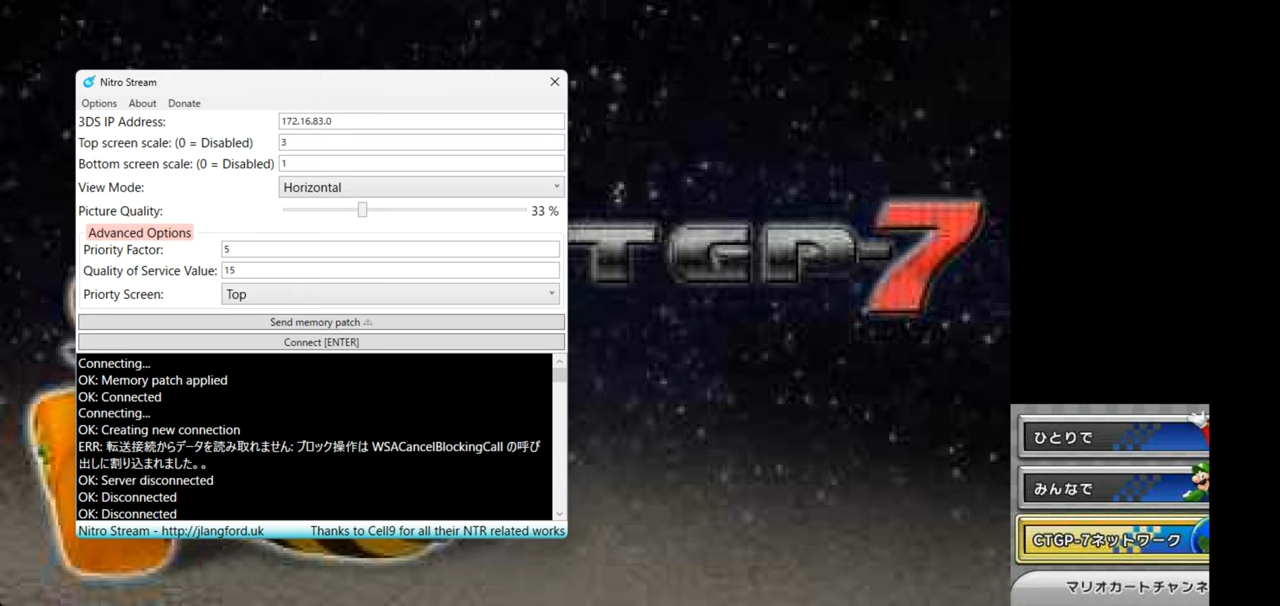 Nitro Stream
Options About Donate
3DS IP Address: 172.16.83.0
Top screen scale: (0 = Disabled) 3
Bottom screen scale: (0 = Disabled) 1
View Mode: Horizontal
Picture Quality: 33 %
Advanced Options
Priority Factor: 5
Quality of Service Value: 15
Priorty Screen: Top
Send memory patch ⚠
Connect [ENTER]
Connecting...
OK: Memory patch applied
OK: Connected
Connecting...
OK: Creating new connection
ERR: 転送接続からデータを読み取れません: ブロック操作は WSACancelBlockingCall の呼び
出しに割り込まれました。。
OK: Server disconnected
OK: Disconnected
OK: Disconnected
Nitro Stream - http://jlangford.uk Thanks to Cell9 for all their NTR related works
TGP-7
ひとりで
みんなで
CTGP-7ネットワーク
マリオカートチャンネ